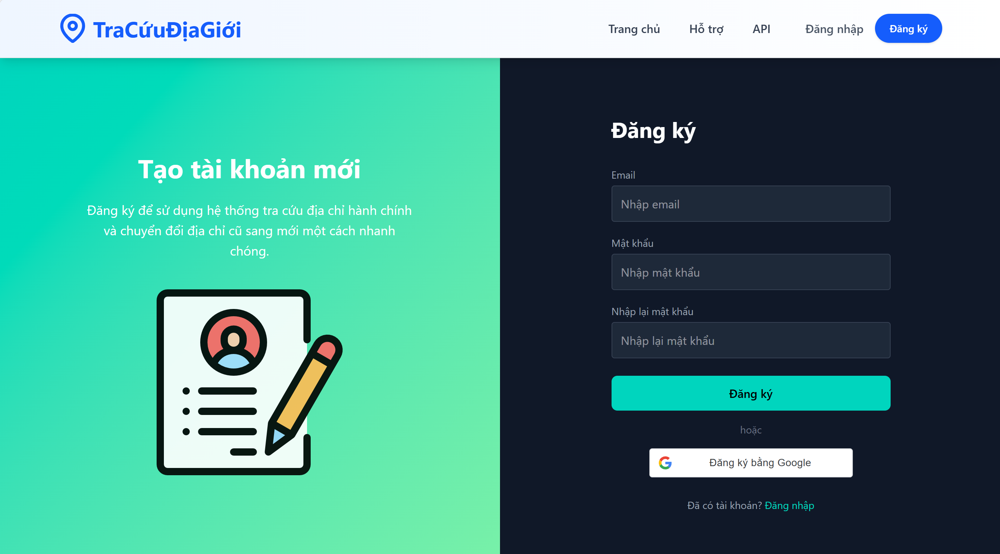 TraCứuĐịaGiới
Trang chủ
Hỗ trợ
API
Đăng nhập
Đăng ký
Tạo tài khoản mới
Đăng ký để sử dụng hệ thống tra cứu địa chỉ hành chính
và chuyển đổi địa chỉ cũ sang mới một cách nhanh
chóng.
Đăng ký
Email
Nhập email
Mật khẩu
Nhập mật khẩu
Nhập lại mật khẩu
Nhập lại mật khẩu
Đăng ký
hoặc
Đăng ký bằng Google
Đã có tài khoản? Đăng nhập